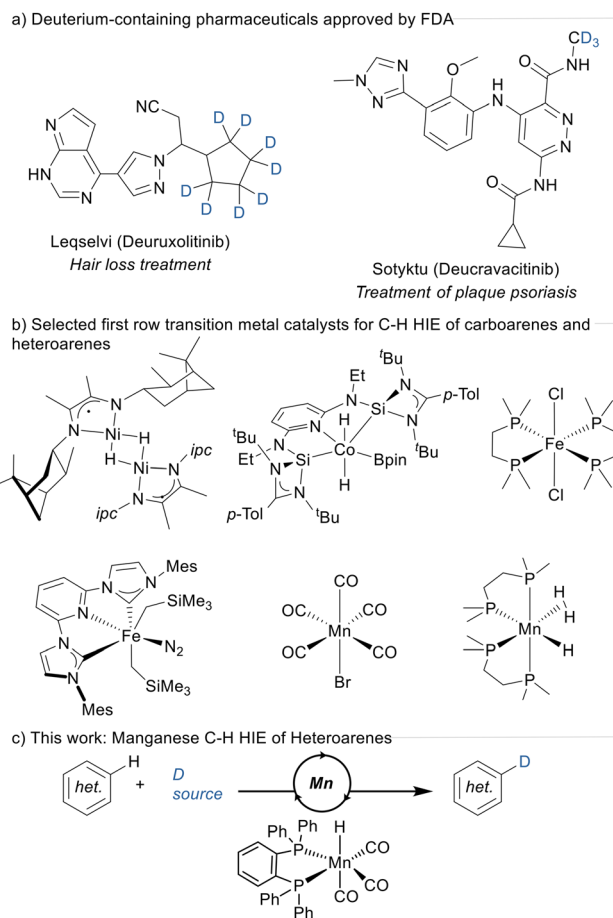 a) Deuterium-containing pharmaceuticals approved by FDA
CD3
N
O
NH
N
N
O
H
N
N
N
N
N
NH
O
NC
D
D
D
D
D
D
D
D
N
HN
N
N
N
Leqselvi (Deuruxolitinib)
Hair loss treatment
Sotyktu (Deucravacitinib)
Treatment of plaque psoriasis
b) Selected first row transition metal catalysts for C-H HIE of carboarenes and
heteroarenes
N
N
Ni
H
H
Ni
N
N
ipc
ipc
tBu
Et
N
N
Si
p-Tol
N
tBu
N
H
Co
Bpin
H
tBu
N
Et
N
Si
N
p-Tol
tBu
Cl
P
P
Fe
P
P
Cl
N
N
Mes
SiMe3
N
Fe
N2
N
N
SiMe3
Mes
CO
OC
CO
Mn
OC
CO
Br
P
P
H
H
Mn
P
H
P
c) This work: Manganese C-H HIE of Heteroarenes
het.
H
+
D
source
Mn
het.
D
Ph
Ph
P
H
CO
Mn
P
CO
Ph
Ph
CO